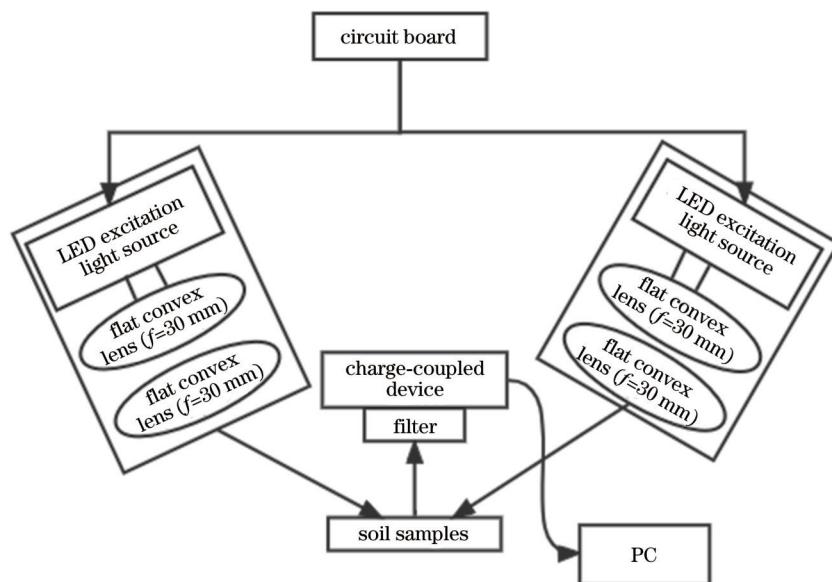 circuit board
LED excitation
light source
flat convex
lens (f=30 mm)
flat convex
lens (f=30 mm)
LED excitation
light source
flat convex
lens (f=30 mm)
flat convex
lens (f=30 mm)
charge-coupled
device
filter
soil samples
PC